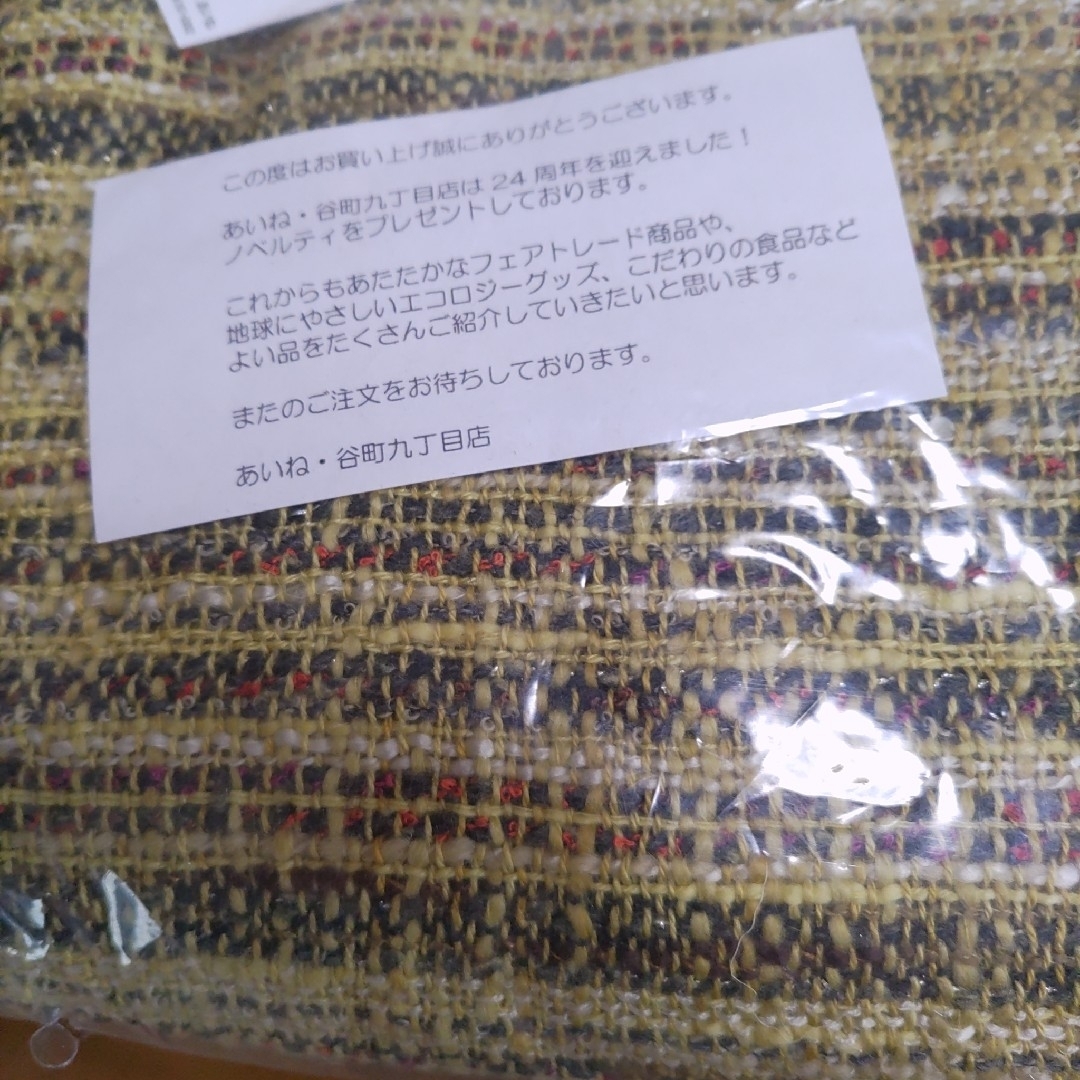 この度はお買い上げ誠にありがとうございます。
あいね・谷町九丁目店は 24 周年を迎えました！
ノベルティをプレゼントしております。
これからもあたたかなフェアトレード商品や、
地球にやさしいエコロジーグッズ、こだわりの食品など
よい品をたくさんご紹介していきたいと思います。
またのご注文をお待ちしております。
あいね・谷町九丁目店